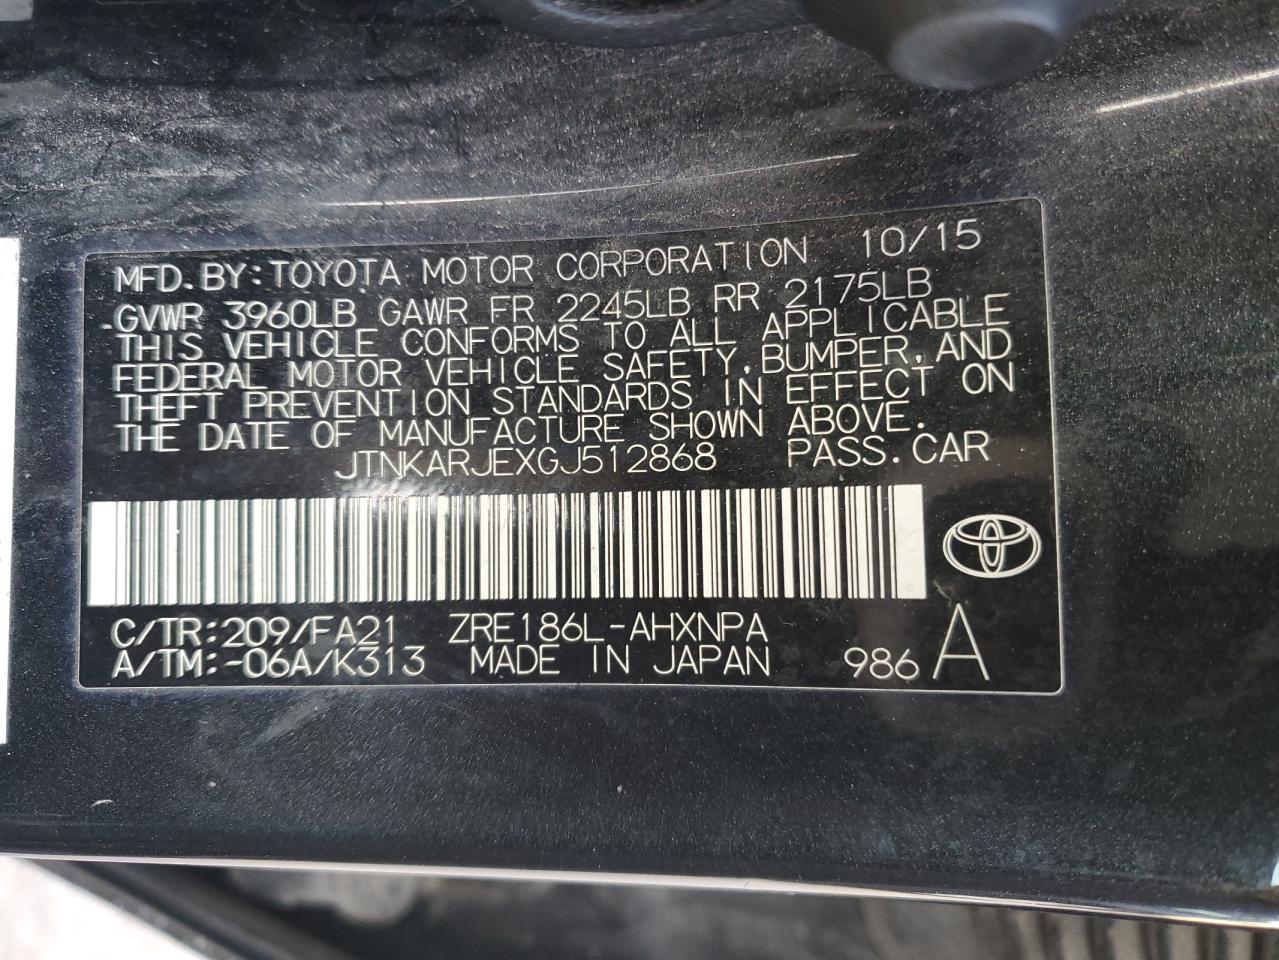 MFD. BY: TOYOTA MOTOR CORPORATION 10/15
GVWR 3960LB GAWR FR 2245LB RR 2175LB
THIS VEHICLE CONFORMS TO ALL APPLICABLE
FEDERAL MOTOR VEHICLE SAFETY, BUMPER, AND
THEFT PREVENTION STANDARDS IN EFFECT ON
THE DATE OF MANUFACTURE SHOWN ABOVE.
JTNKARJEXGJ512868 PASS. CAR
C/TR: 209/FA21 ZRE186L-AHXNPA
A/TM: -06A/K313 MADE IN JAPAN 986 A